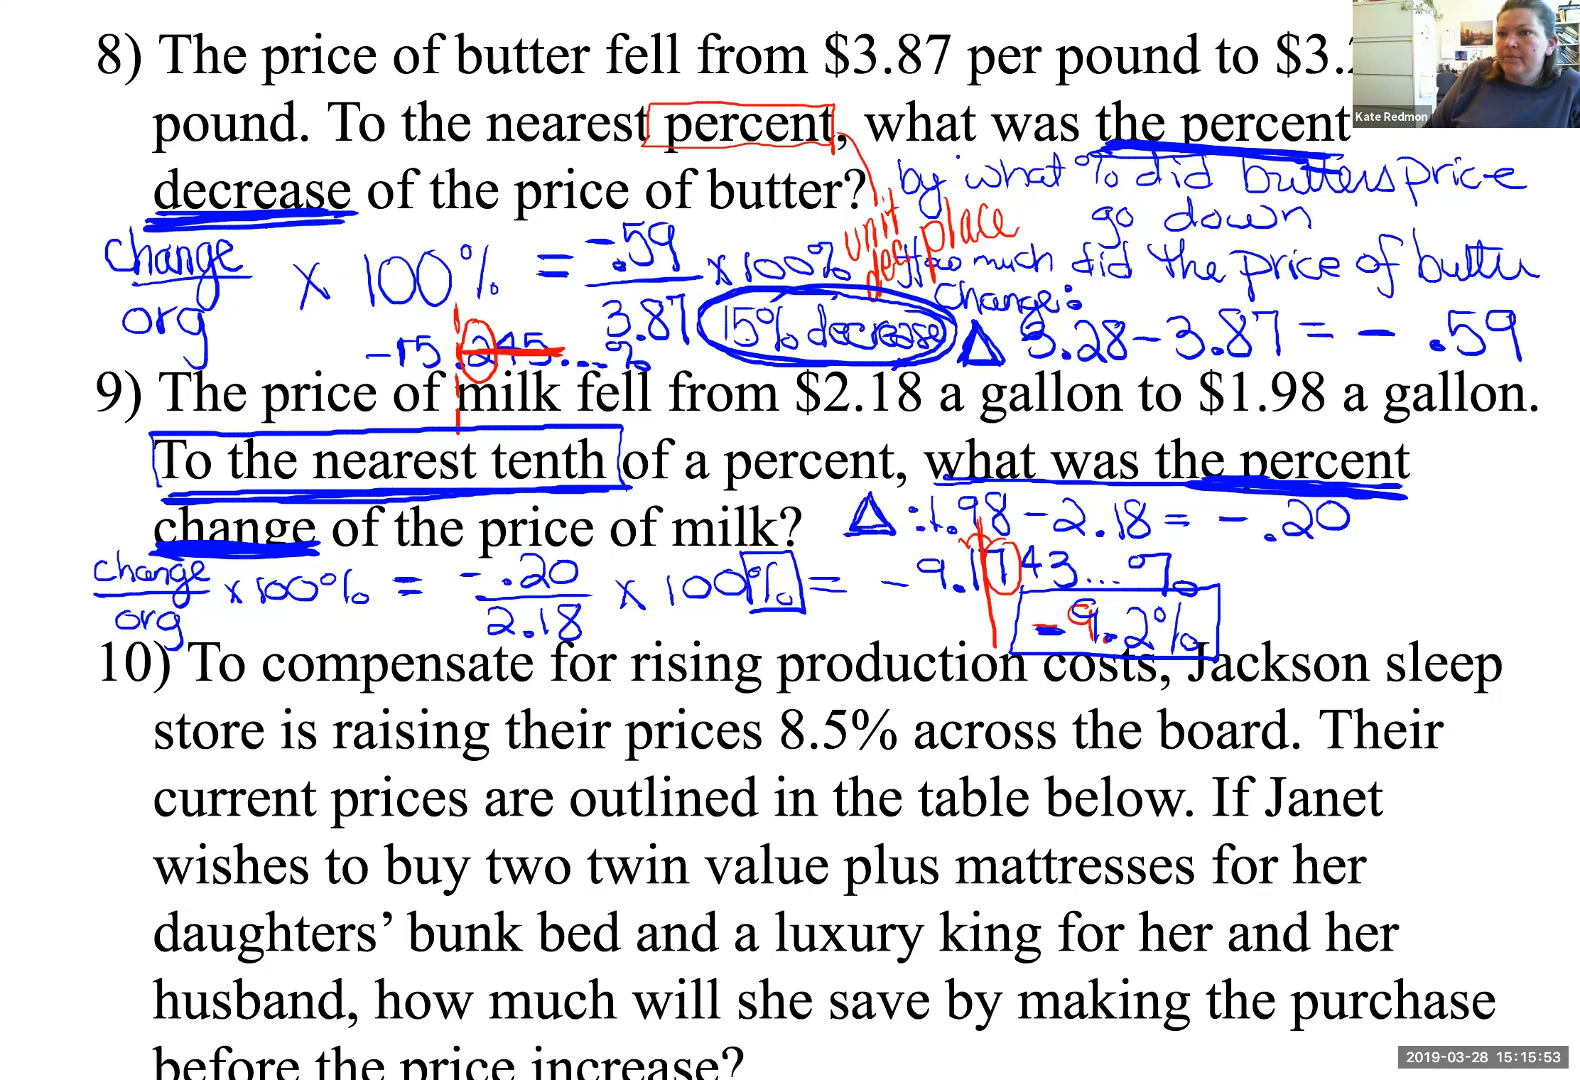 8) The price of butter fell from $3.87 per pound to $3.
Kate Redmon
pound. To the nearest percent, what was the percent
decrease of the price of butter?
by what % did butters price
go down
unit
place
How much did the price of butter
change:
change
org
x 100% = -.59
3.87
x 100%
15% decrease
-15.245...%
Δ 3.28-3.87 = -.59
9) The price of milk fell from $2.18 a gallon to $1.98 a gallon.
To the nearest tenth of a percent, what was the percent
change of the price of milk?
Δ:1.98-2.18= -.20
change
org
x 100% = -.20
2.18
x 100% = -9.1743...%
-9.2%
10) To compensate for rising production costs, Jackson sleep
store is raising their prices 8.5% across the board. Their
current prices are outlined in the table below. If Janet
wishes to buy two twin value plus mattresses for her
daughters’ bunk bed and a luxury king for her and her
husband, how much will she save by making the purchase
before the price increase?
2019-03-28 15:15:53